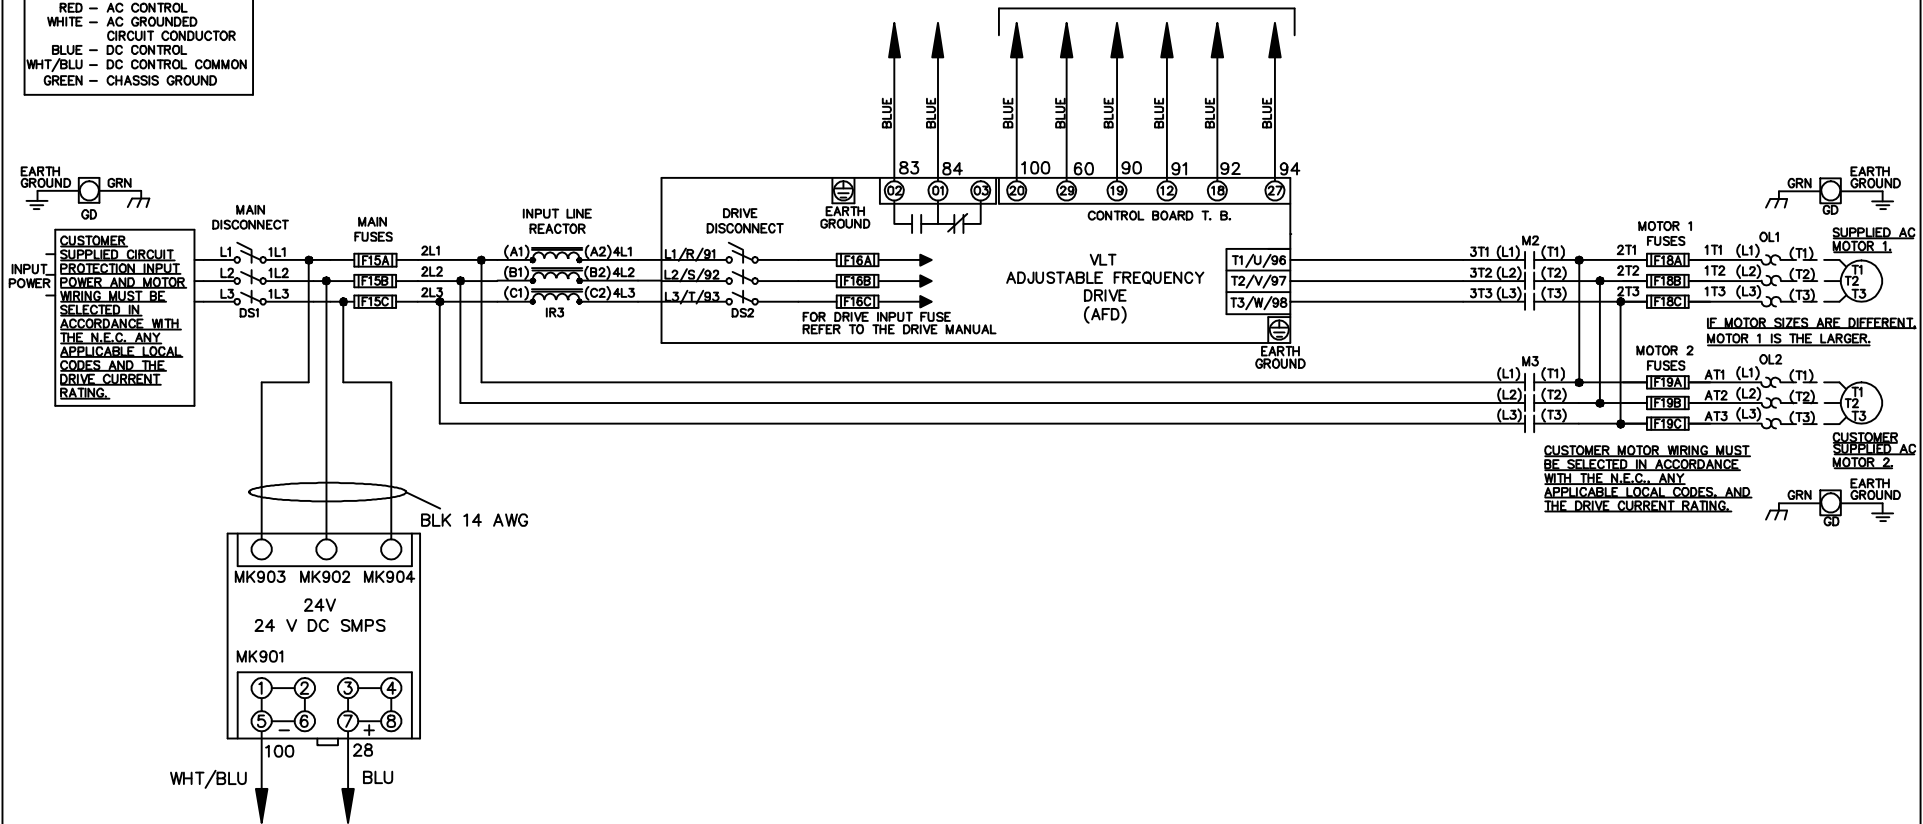 RED – AC CONTROL
WHITE – AC GROUNDED
CIRCUIT CONDUCTOR
BLUE – DC CONTROL
WHT/BLU – DC CONTROL COMMON
GREEN – CHASSIS GROUND
BLUE
BLUE
BLUE
BLUE
BLUE
BLUE
BLUE
BLUE
83
84
100
60
90
91
92
94
02
01
03
20
29
19
12
18
27
EARTH
GROUND
CONTROL BOARD T. B.
EARTH
GROUND
GRN
GD
INPUT
POWER
CUSTOMER
SUPPLIED CIRCUIT
PROTECTION INPUT
POWER AND MOTOR
WIRING MUST BE
SELECTED IN
ACCORDANCE WITH
THE N.E.C. ANY
APPLICABLE LOCAL
CODES AND THE
DRIVE CURRENT
RATING.
MAIN
DISCONNECT
L1 1L1
L2 1L2
L3 1L3
DS1
MAIN
FUSES
F15A
F15B
F15C
2L1
2L2
2L3
INPUT LINE
REACTOR
(A1) (A2) 4L1
(B1) (B2) 4L2
(C1) (C2) 4L3
IR3
DRIVE
DISCONNECT
L1/R/91
L2/S/92
L3/T/93
DS2
F16A
F16B
F16C
FOR DRIVE INPUT FUSE
REFER TO THE DRIVE MANUAL
VLT
ADJUSTABLE FREQUENCY
DRIVE
(AFD)
T1/U/96
T2/V/97
T3/W/98
EARTH
GROUND
M2
3T1 (L1) (T1)
3T2 (L2) (T2)
3T3 (L3) (T3)
MOTOR 1
FUSES
2T1 F18A 1T1 (L1)
2T2 F18B 1T2 (L2)
2T3 F18C 1T3 (L3)
OL1
(T1)
(T2)
(T3)
GRN
GD
EARTH
GROUND
SUPPLIED AC
MOTOR 1.
T1
T2
T3
IF MOTOR SIZES ARE DIFFERENT,
MOTOR 1 IS THE LARGER.
M3
(L1) (T1)
(L2) (T2)
(L3) (T3)
MOTOR 2
FUSES
F19A AT1 (L1)
F19B AT2 (L2)
F19C AT3 (L3)
OL2
(T1)
(T2)
(T3)
T1
T2
T3
CUSTOMER
SUPPLIED AC
MOTOR 2.
CUSTOMER MOTOR WIRING MUST
BE SELECTED IN ACCORDANCE
WITH THE N.E.C., ANY
APPLICABLE LOCAL CODES, AND
THE DRIVE CURRENT RATING.
GRN
GD
EARTH
GROUND
BLK 14 AWG
MK903 MK902 MK904
24V
24 V DC SMPS
MK901
1 2 3 4
5 6 7 8
– +
100
28
WHT/BLU
BLU